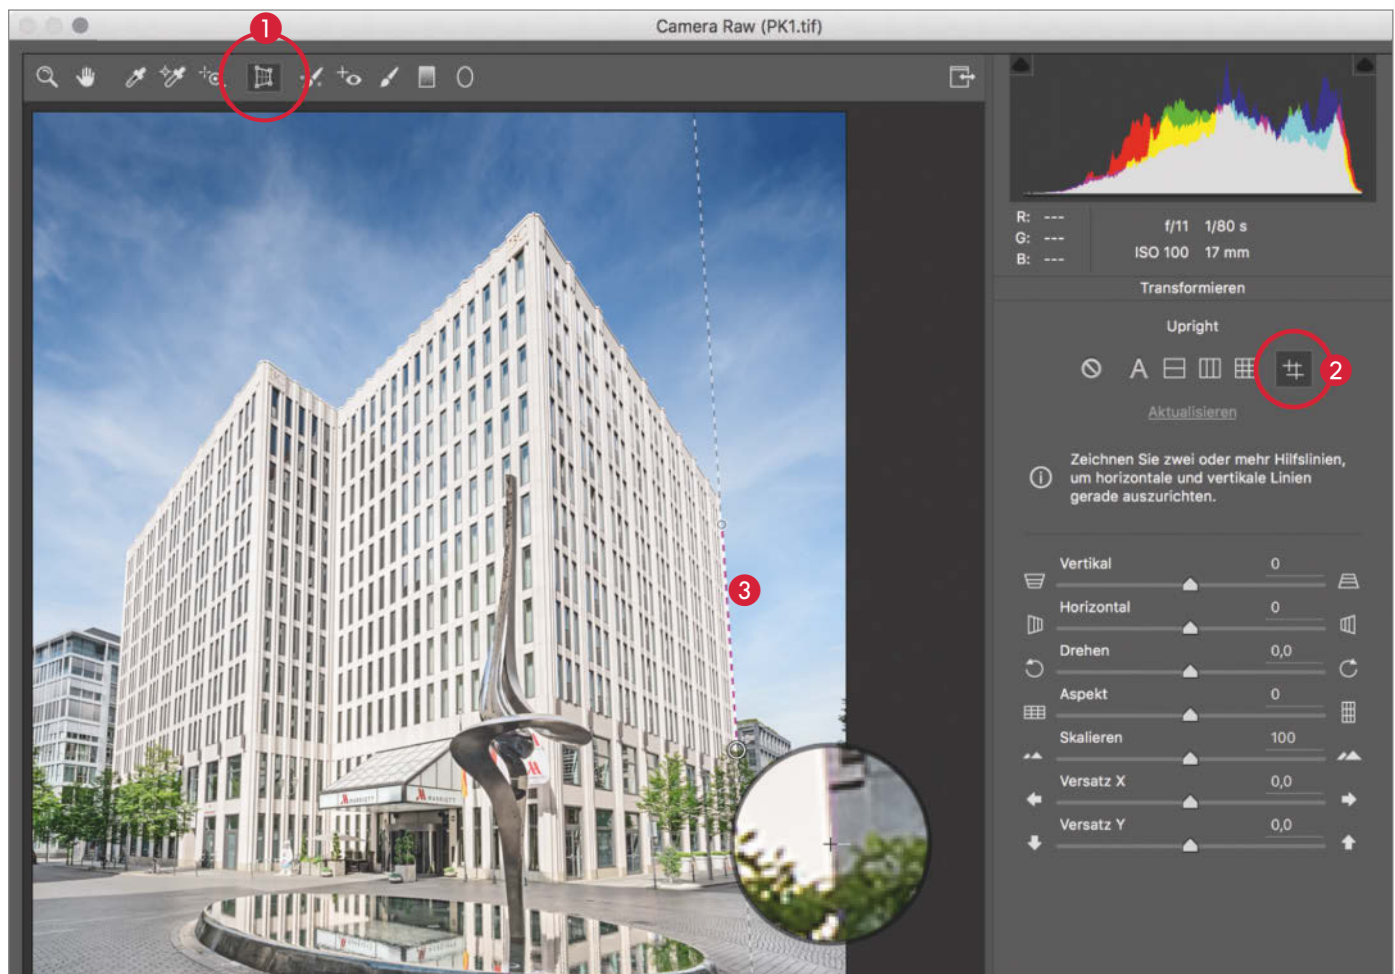 Camera Raw (PK1.tif)
1
R: ---
G: ---
B: ---
f/11 1/80 s
ISO 100 17 mm
Transformieren
Upright
A
2
Aktualisieren
Zeichnen Sie zwei oder mehr Hilfslinien,
um horizontale und vertikale Linien
gerade auszurichten.
Vertikal 0
Horizontal 0
3
Drehen 0,0
Aspekt 0
Skalieren 100
Versatz X 0,0
Versatz Y 0,0
MARRIOTT
MARRIOTT